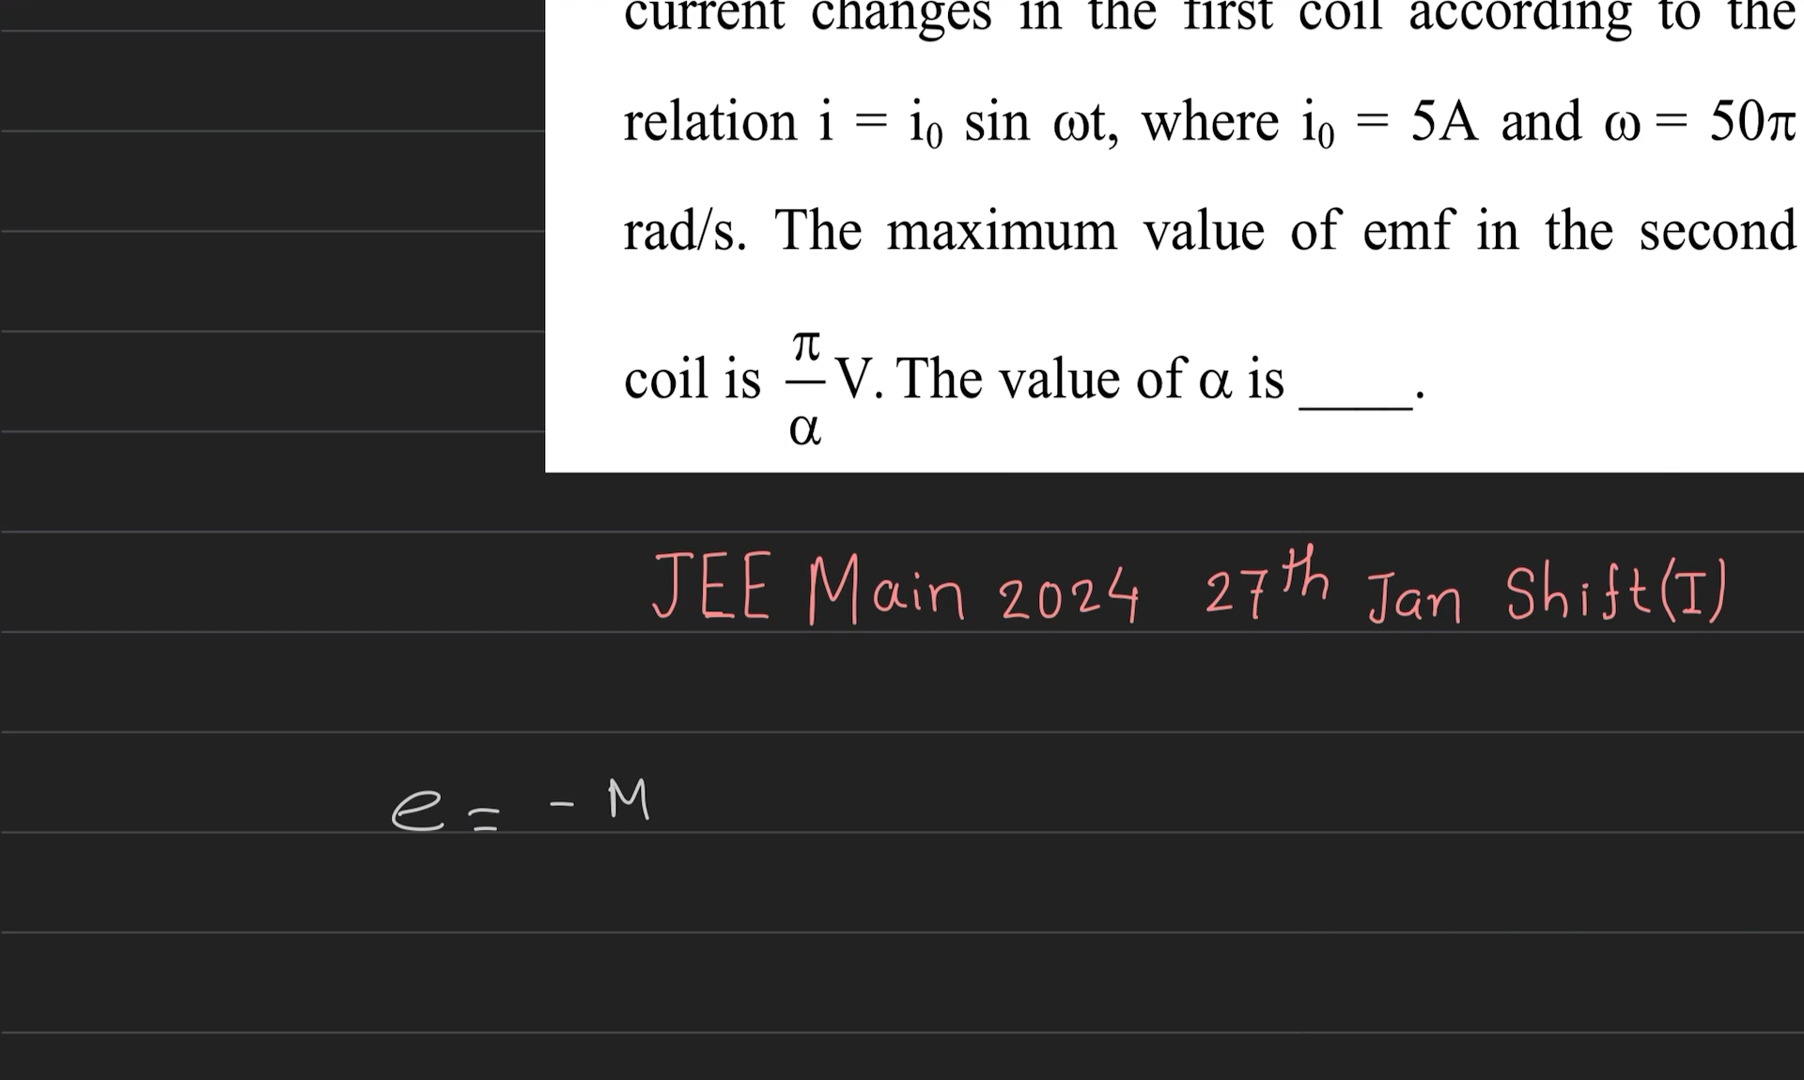 current changes in the first coil according to the
relation i = i₀ sin ωt, where i₀ = 5A and ω = 50π
rad/s. The maximum value of emf in the second
coil is π/α V. The value of α is ____.
JEE Main 2024 27th Jan Shift(I)
e = - M